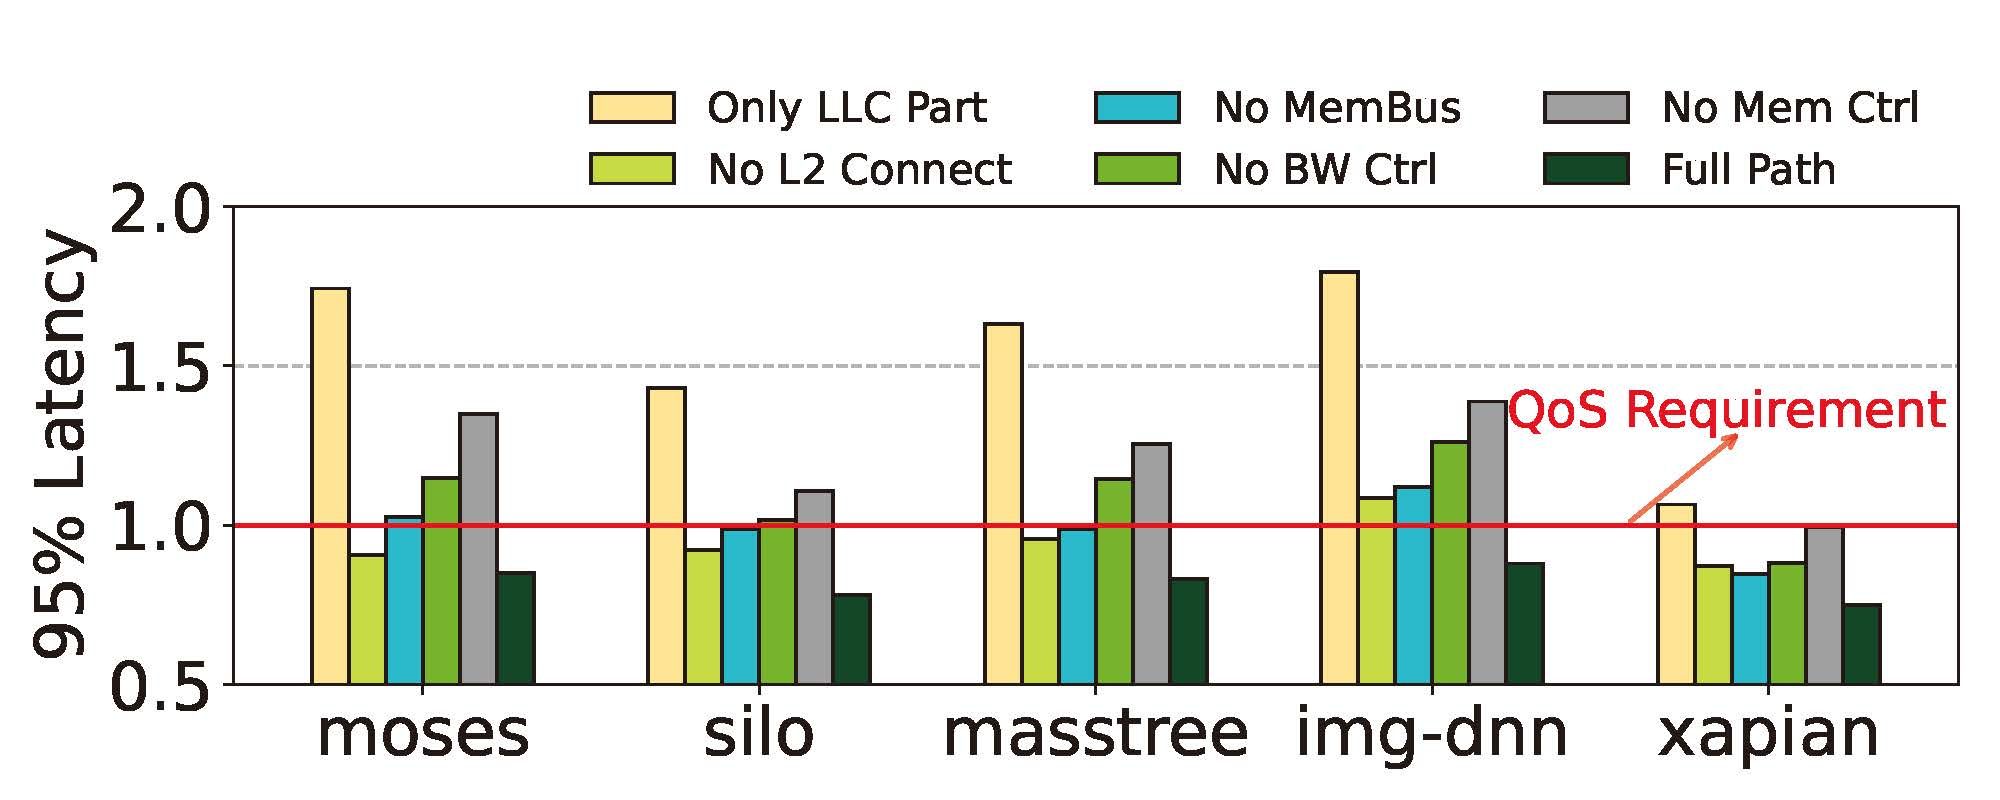 Only LLC Part
No MemBus
No Mem Ctrl
No L2 Connect
No BW Ctrl
Full Path
95% Latency
2.0
1.5
1.0
0.5
QoS Requirement
moses
silo
masstree
img-dnn
xapian